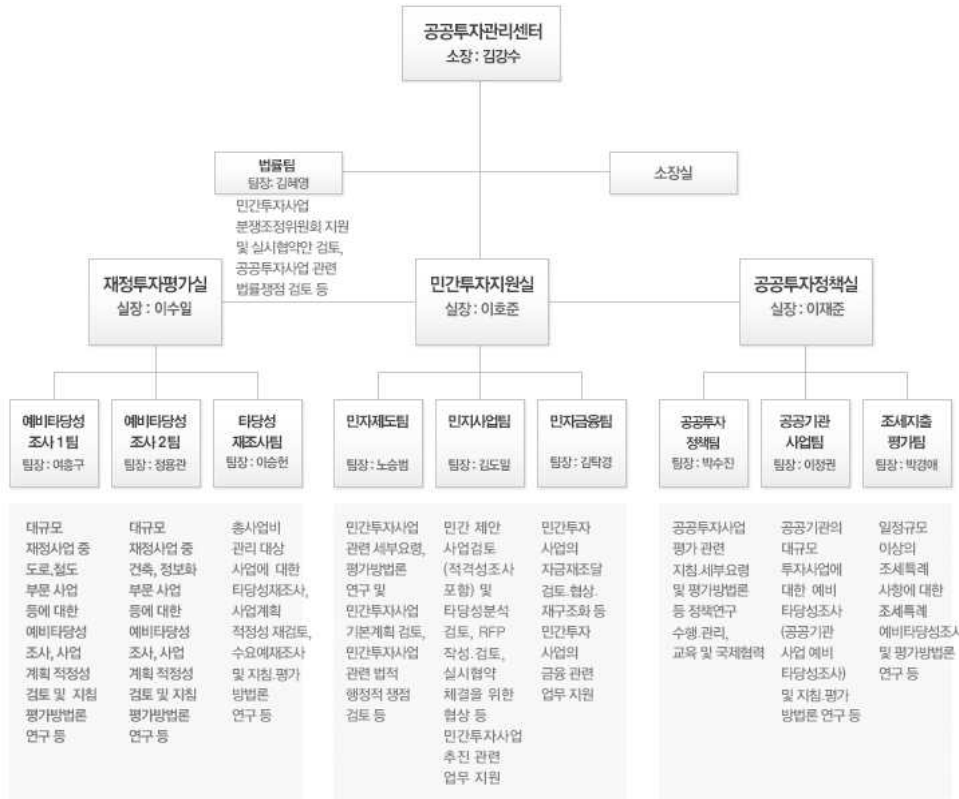 공공투자관리센터
소장 : 김강수
법률팀
팀장: 김혜영
민간투자사업
분쟁조정위원회 지원
및 실시협약안 검토,
공공투자사업 관련
법률쟁점 검토 등
소장실
재정투자평가실
실장 : 이수일
민간투자지원실
실장 : 이호준
공공투자정책실
실장 : 이재준
예비타당성
조사 1팀
팀장 : 여홍구
예비타당성
조사 2팀
팀장 : 정용관
타당성
재조사팀
팀장 : 이승헌
민자제도팀
팀장 : 노승범
민지사업팀
팀장 : 김도밀
민자금융팀
팀장 : 김탁경
공공투자
정책팀
팀장 : 박수진
공공기관
사업팀
팀장 : 이정권
조세지출
평가팀
팀장 : 박경애
대규모
재정사업 중
도로,철도
부문 사업
등에 대한
예비타당성
조사, 사업
계획 적정성
검토 및 지침
평가방법론
연구 등
대규모
재정사업 중
건축, 정보화
부문 사업
등에 대한
예비타당성
조사, 사업
계획 적정성
검토 및 지침
평가방법론
연구 등
총사업비
관리 대상
사업에 대한
타당성재조사,
사업계획
적정성 재검토,
수요예재조사
및 지침.평가
방법론
연구 등
민간투자사업
관련 세부요령,
평가방법론
연구 및
민간투자사업
기본계획 검토,
민간투자사업
관련 법적
행정적 쟁점
검토 등
민간 제안
사업검토
(적격성조사
포함) 및
타당성분석
검토, RFP
작성.검토,
실시협약
체결을 위한
협상 등
민간투자사업
추진 관련
업무 지원
민간투자
사업의
자금재조달
검토.협상.
재구조화 등
민간투자
사업의
금융 관련
업무 지원
공공투자사업
평가 관련
지침.세부요령
및 평가방법론
등 정책연구
수행.관리,
교육 및 국제협력
공공기관의
대규모
투자사업에
대한 예비
타당성조사
(공공기관
사업 예비
타당성조사)
및 지침.평가
방법론 연구 등
일정규모
이상의
조세특례
사항에 대한
조세특례
예비타당성조사
및 평가방법론
연구 등